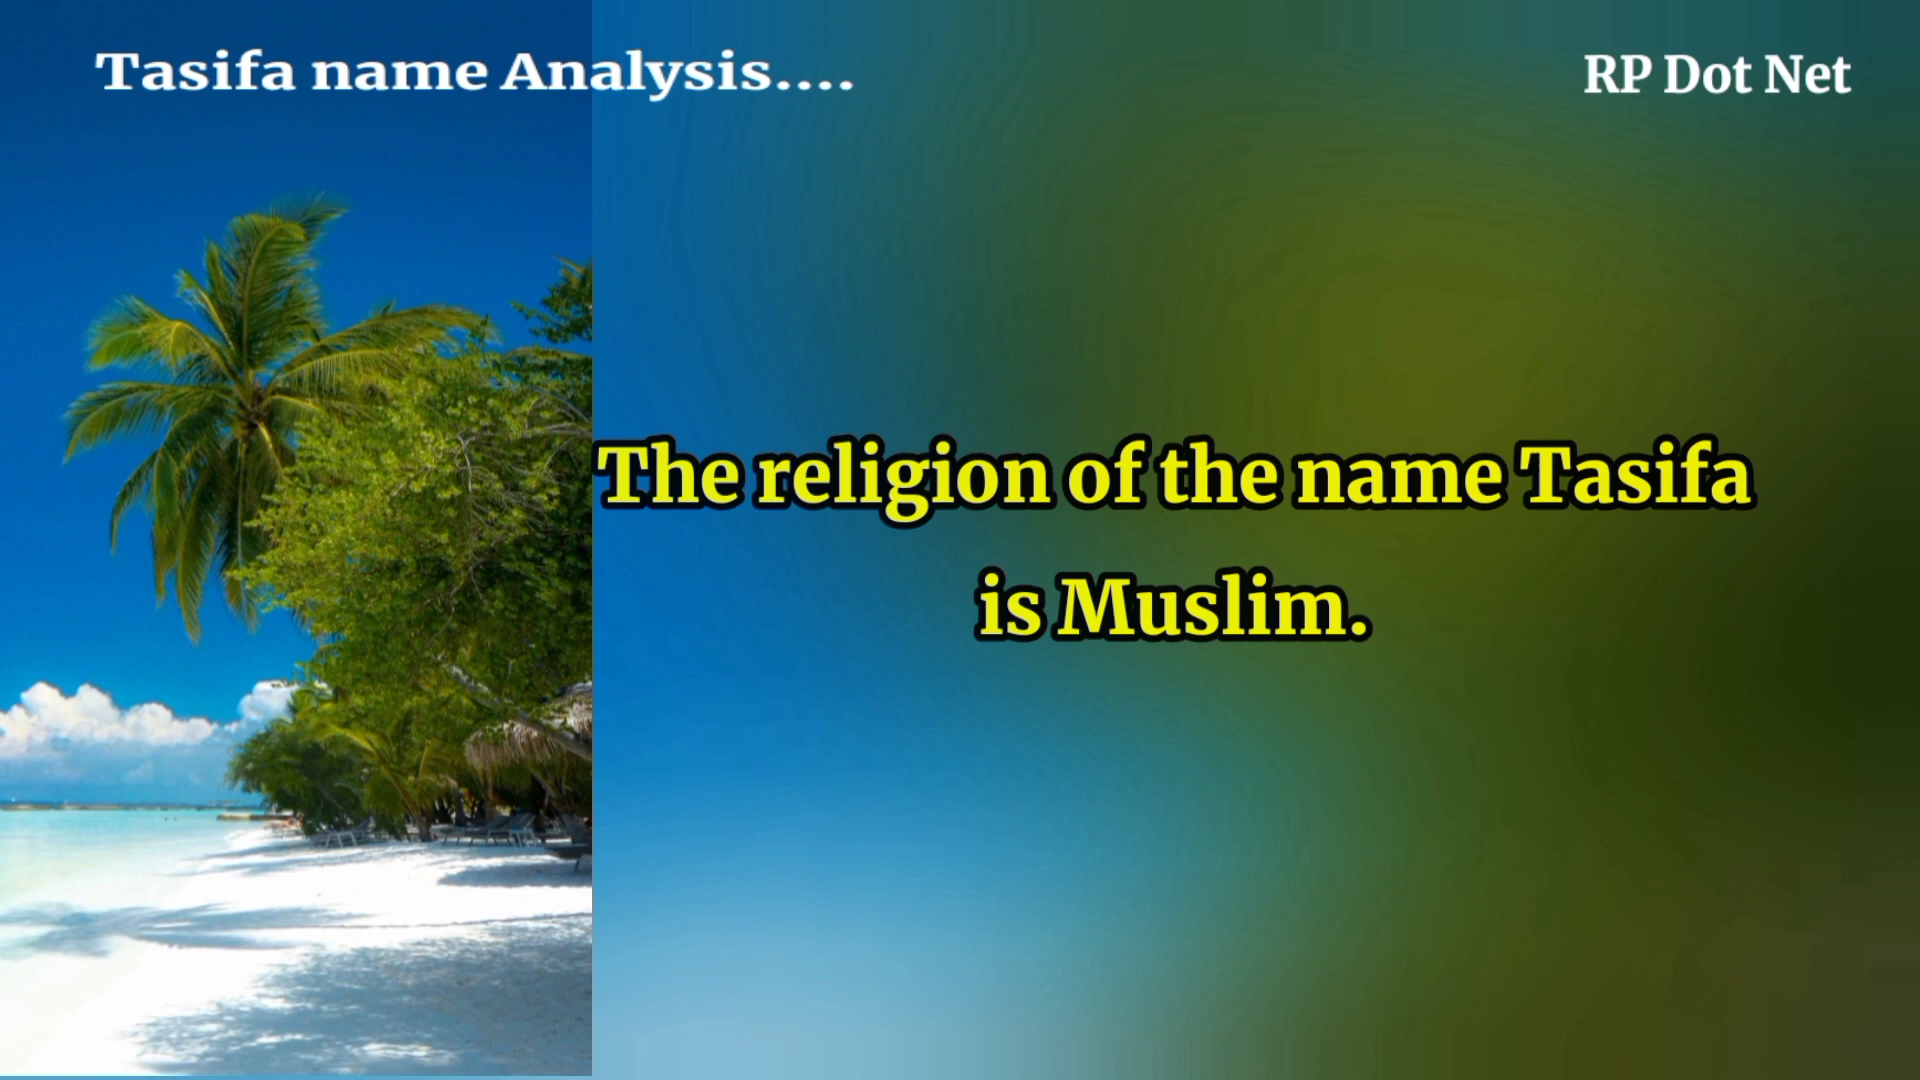 Tasifa name Analysis....
RP Dot Net
The religion of the name Tasifa
is Muslim.